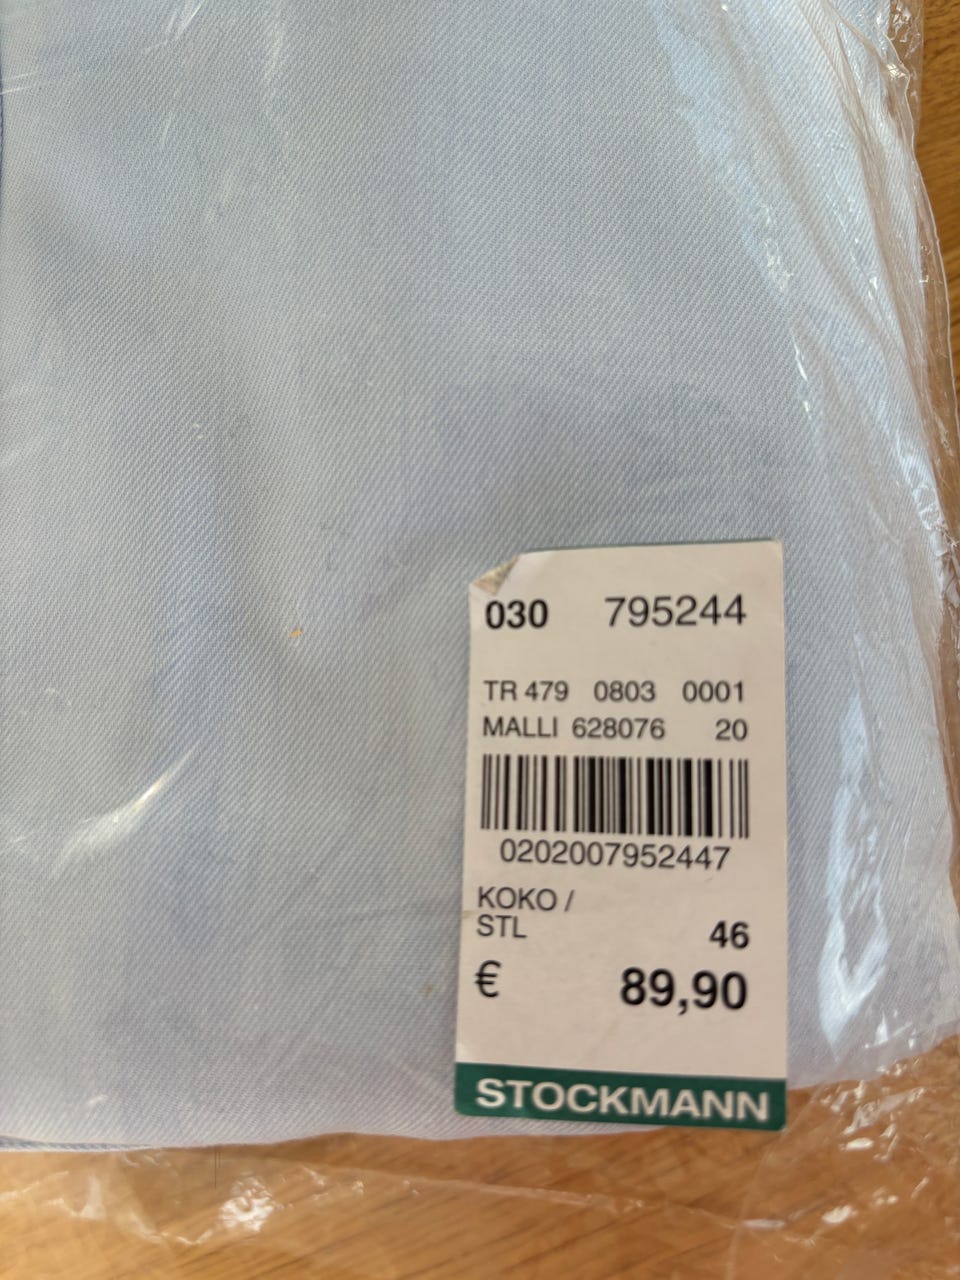 030 795244
TR 479 0803 0001
MALLI 628076 20
0202007952447
KOKO /
STL 46
€ 89,90
STOCKMANN